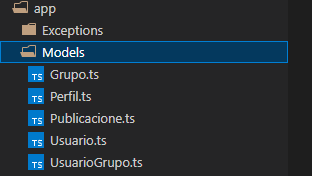 app
Exceptions
Models
TS Grupo.ts
TS Perfil.ts
TS Publicacione.ts
TS Usuario.ts
TS UsuarioGrupo.ts